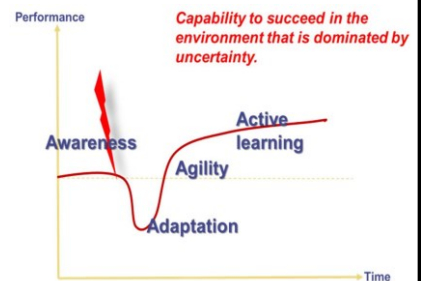 Performance
Capability to succeed in the
environment that is dominated by
uncertainty.
Awareness
Active
learning
Agility
Adaptation
Time